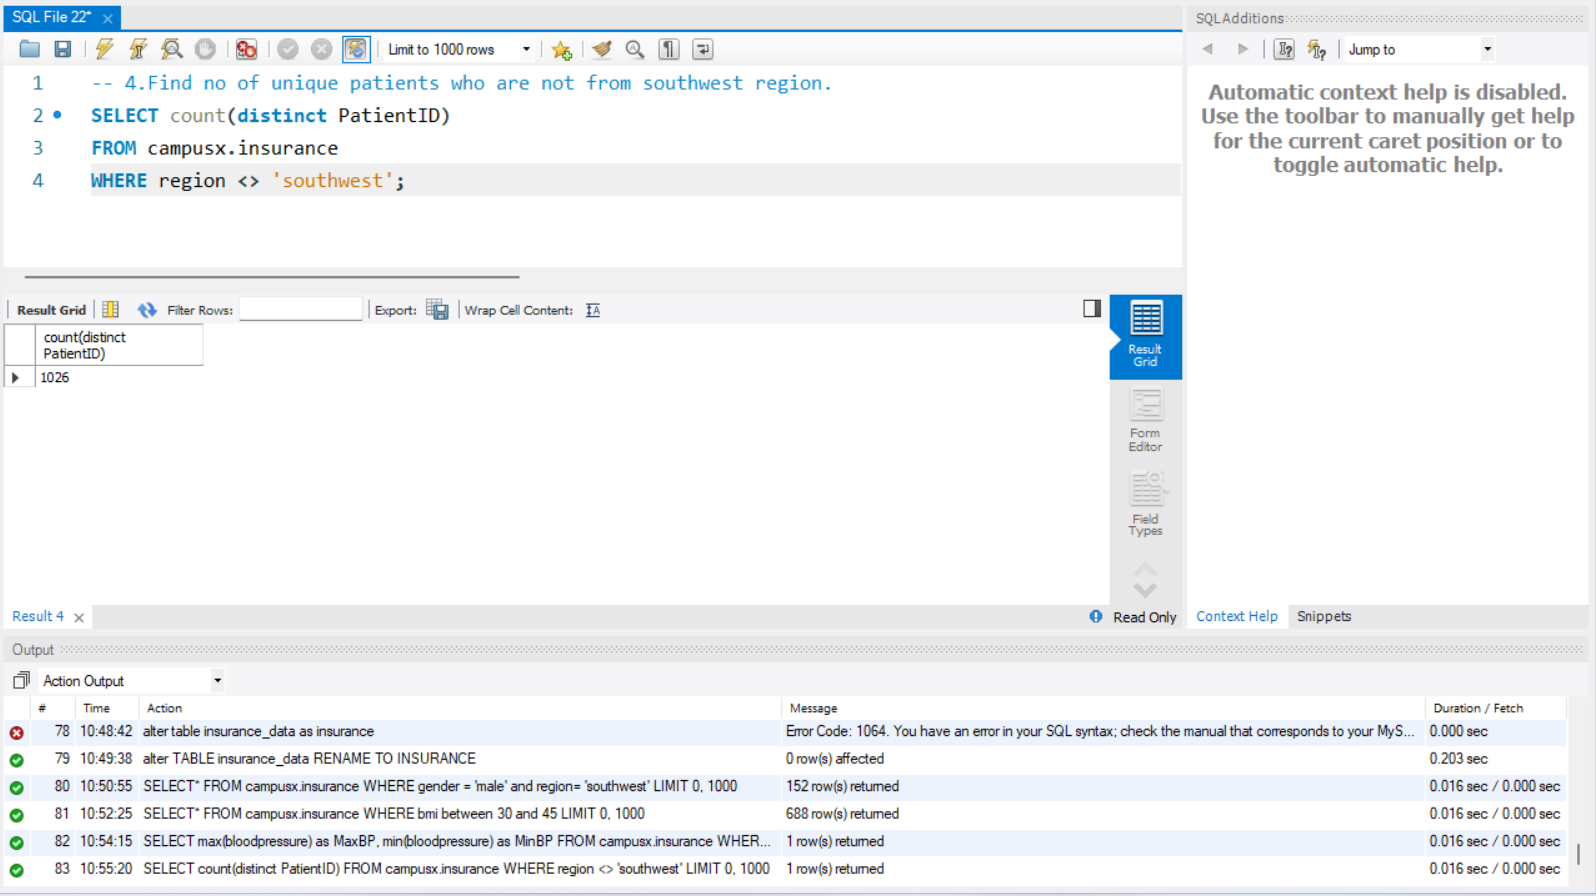 SQL File 22*
Limit to 1000 rows
1 -- 4.Find no of unique patients who are not from southwest region.
2 SELECT count(distinct PatientID)
3 FROM campusx.insurance
4 WHERE region <> 'southwest';
SQLAdditions
Jump to
Automatic context help is disabled.
Use the toolbar to manually get help
for the current caret position or to
toggle automatic help.
Result Grid Filter Rows: Export: Wrap Cell Content:
count(distinct
PatientID)
1026
Result
Grid
Form
Editor
Field
Types
Result 4
Read Only
Context Help Snippets
Output
Action Output
# Time Action Message Duration / Fetch
78 10:48:42 alter table insurance_data as insurance Error Code: 1064. You have an error in your SQL syntax; check the manual that corresponds to your MyS... 0.000 sec
79 10:49:38 alter TABLE insurance_data RENAME TO INSURANCE 0 row(s) affected 0.203 sec
80 10:50:55 SELECT* FROM campusx.insurance WHERE gender = 'male' and region= 'southwest' LIMIT 0, 1000 152 row(s) returned 0.016 sec / 0.000 sec
81 10:52:25 SELECT* FROM campusx.insurance WHERE bmi between 30 and 45 LIMIT 0, 1000 688 row(s) returned 0.016 sec / 0.000 sec
82 10:54:15 SELECT max(bloodpressure) as MaxBP, min(bloodpressure) as MinBP FROM campusx.insurance WHER... 1 row(s) returned 0.016 sec / 0.000 sec
83 10:55:20 SELECT count(distinct PatientID) FROM campusx.insurance WHERE region <> 'southwest' LIMIT 0, 1000 1 row(s) returned 0.016 sec / 0.000 sec